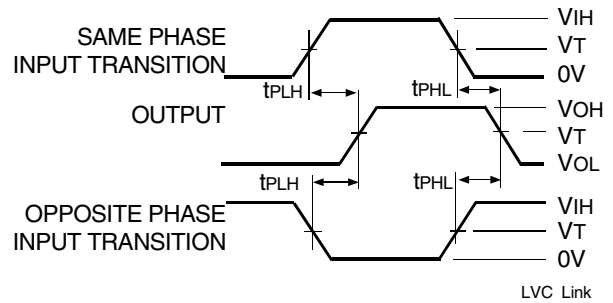 SAME PHASE
INPUT TRANSITION
VIH
VT
0V
tPLH
tPHL
OUTPUT
VOH
VT
VOL
tPLH
tPHL
OPPOSITE PHASE
INPUT TRANSITION
VIH
VT
0V
LVC Link